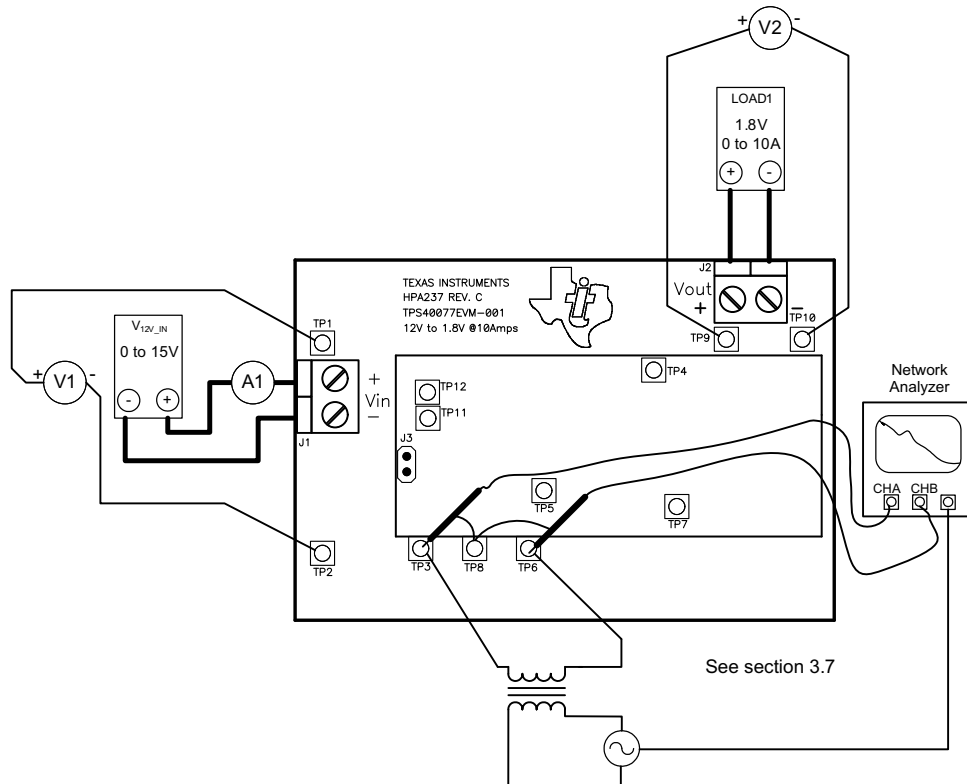 + V2 -
LOAD1
1.8V
0 to 10A
+ -
J2
Vout
+ -
TP9
TP10
TEXAS INSTRUMENTS
HPA237 REV. C
TPS40077EVM-001
12V to 1.8V @10Amps
TP1
V12V_IN
0 to 15V
- +
+ V1 -
A1
+
Vin
-
J1
TP12
TP11
TP4
J3
Network
Analyzer
CHA CHB
TP5
TP7
TP2
TP3
TP8
TP6
See section 3.7